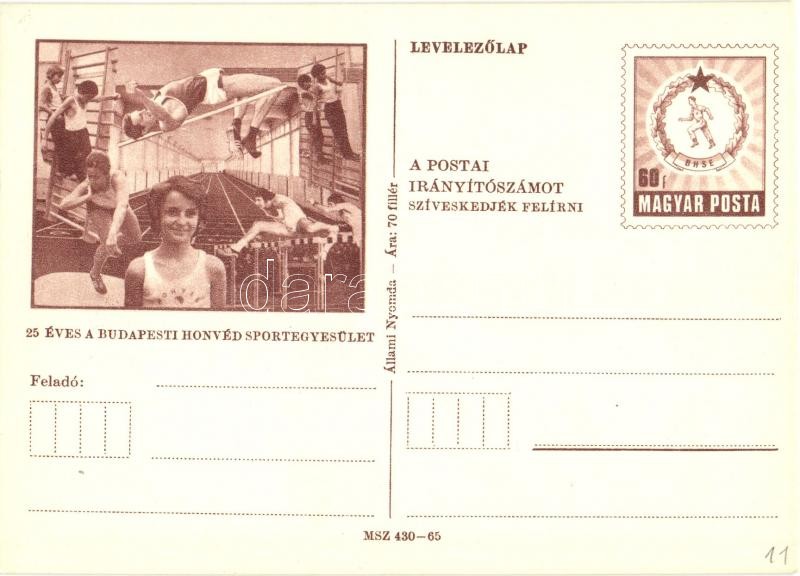 LEVELEZŐLAP
BHSE
60f
MAGYAR POSTA
A POSTAI
IRÁNYÍTÓSZÁMOT
SZÍVESKEDJÉK FELÍRNI
Állami Nyomda — Ára: 70 fillér
25 ÉVES A BUDAPESTI HONVÉD SPORTEGYESÜLET
Feladó:
MSZ 430—65
11